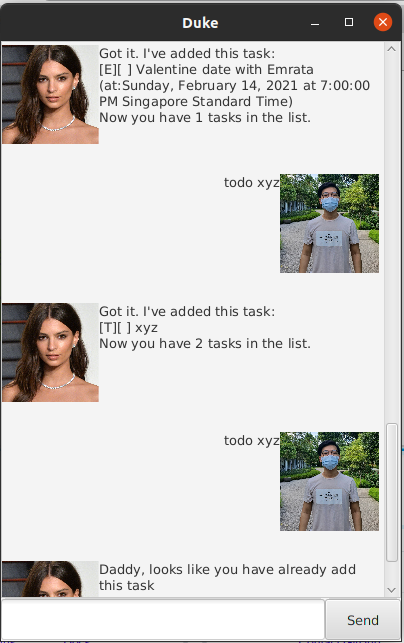 Duke
Got it. I've added this task:
[E][ ] Valentine date with Emrata
(at:Sunday, February 14, 2021 at 7:00:00
PM Singapore Standard Time)
Now you have 1 tasks in the list.
todo xyz
Got it. I've added this task:
[T][ ] xyz
Now you have 2 tasks in the list.
todo xyz
Daddy, looks like you have already add
this task
Send